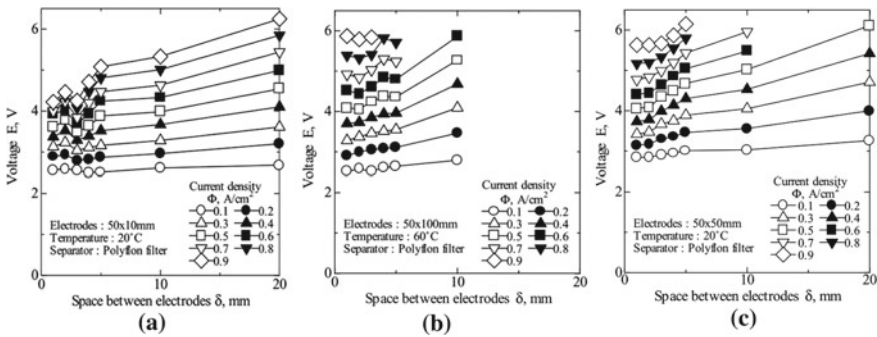 6
4
2
0
Voltage E, V
Current density
Φ, A/cm²
0.1 0.2
0.3 0.4
0.5 0.6
0.7 0.8
0.9
Electrodes : 50x10mm
Temperature : 20˚C
Separator : Polyflon filter
0 10 20
Space between electrodes δ, mm
(a)
6
4
2
0
Voltage E, V
Current density
Φ, A/cm²
0.1 0.2
0.3 0.4
0.5 0.6
0.7 0.8
0.9
Electrodes : 50x100mm
Temperature : 60˚C
Separator : Polyflon filter
0 10 20
Space between electrodes δ, mm
(b)
6
4
2
0
Voltage E, V
Current density
Φ, A/cm²
0.1 0.2
0.3 0.4
0.5 0.6
0.7 0.8
0.9
Electrodes : 50x50mm
Temperature : 20˚C
Separator : Polyflon filter
0 10 20
Space between electrodes δ, mm
(c)